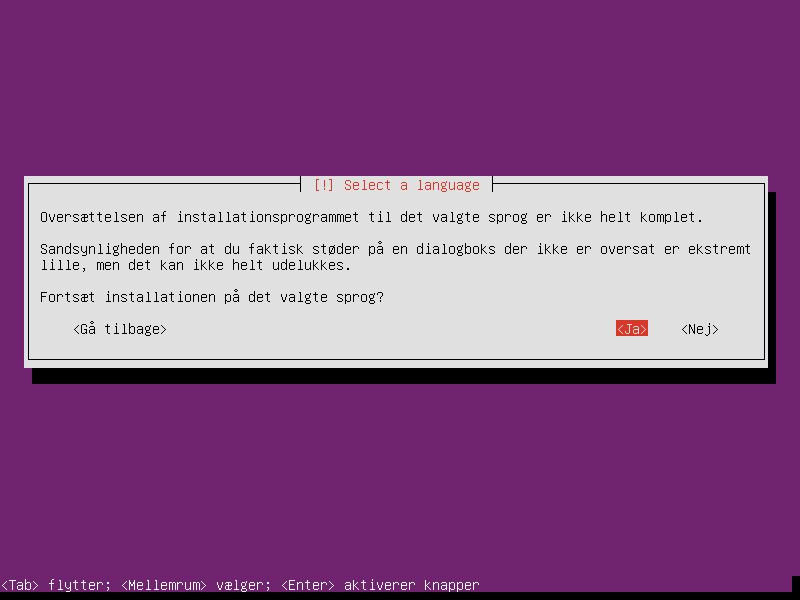 [!] Select a language
Oversættelsen af installationsprogrammet til det valgte sprog er ikke helt komplet.
Sandsynligheden for at du faktisk støder på en dialogboks der ikke er oversat er ekstremt
lille, men det kan ikke helt udelukkes.
Fortsæt installationen på det valgte sprog?
<Gå tilbage> <Ja> <Nej>
<Tab> flytter; <Mellemrum> vælger; <Enter> aktiverer knapper